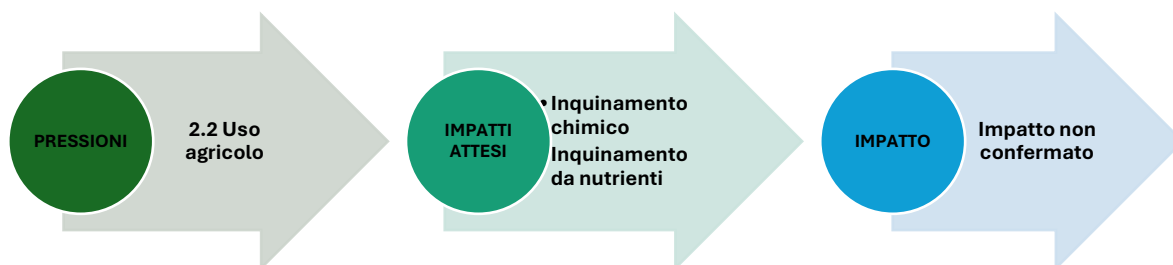 PRESSIONI
2.2 Uso
agricolo
IMPATTI
ATTESI
• Inquinamento
chimico
Inquinamento
da nutrienti
IMPATTO
Impatto non
confermato